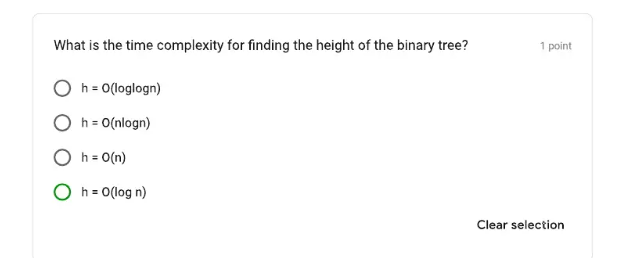 What is the time complexity for finding the height of the binary tree?
1 point
h = O(loglogn)
h = O(nlogn)
h = O(n)
h = O(log n)
Clear selection